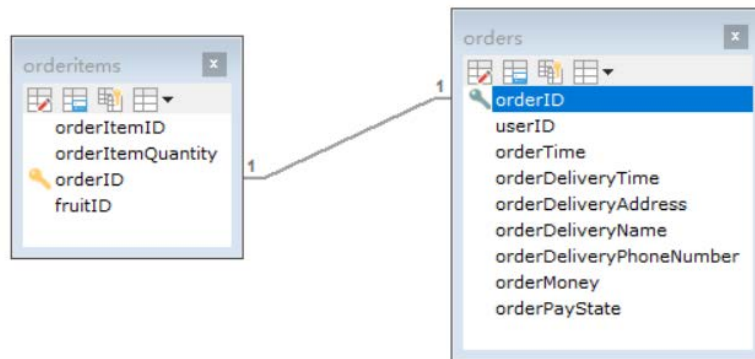 orderitems
x
orderItemID
orderItemQuantity
orderID
fruitID
1
1
orders
x
orderID
userID
orderTime
orderDeliveryTime
orderDeliveryAddress
orderDeliveryName
orderDeliveryPhoneNumber
orderMoney
orderPayState